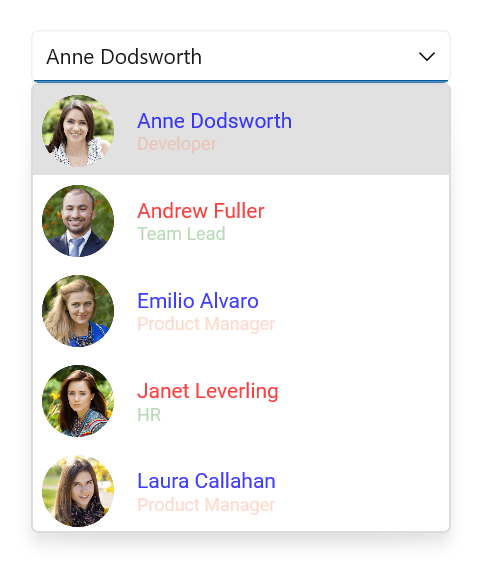 Anne Dodsworth
Anne Dodsworth
Developer
Andrew Fuller
Team Lead
Emilio Alvaro
Product Manager
Janet Leverling
HR
Laura Callahan
Product Manager